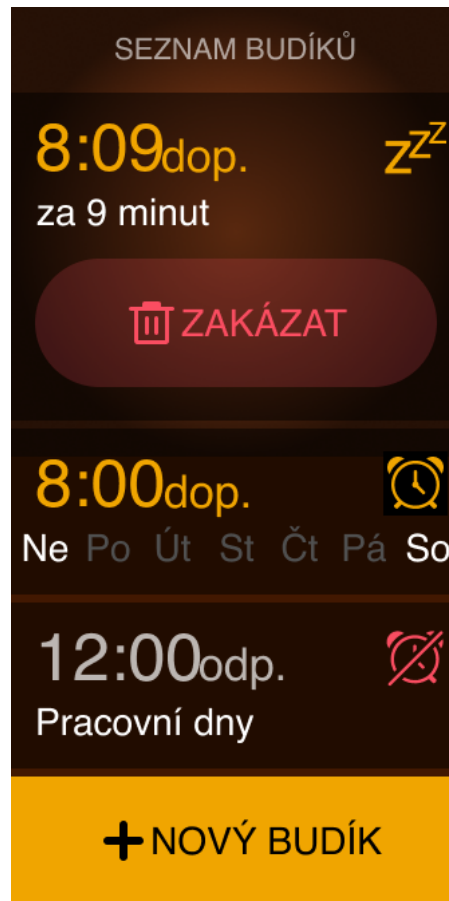 SEZNAM BUDÍKŮ
8:09dop. zzz
za 9 minut
ZAKÁZAT
8:00dop.
Ne Po Út St Čt Pá So
12:00odp.
Pracovní dny
NOVÝ BUDÍK